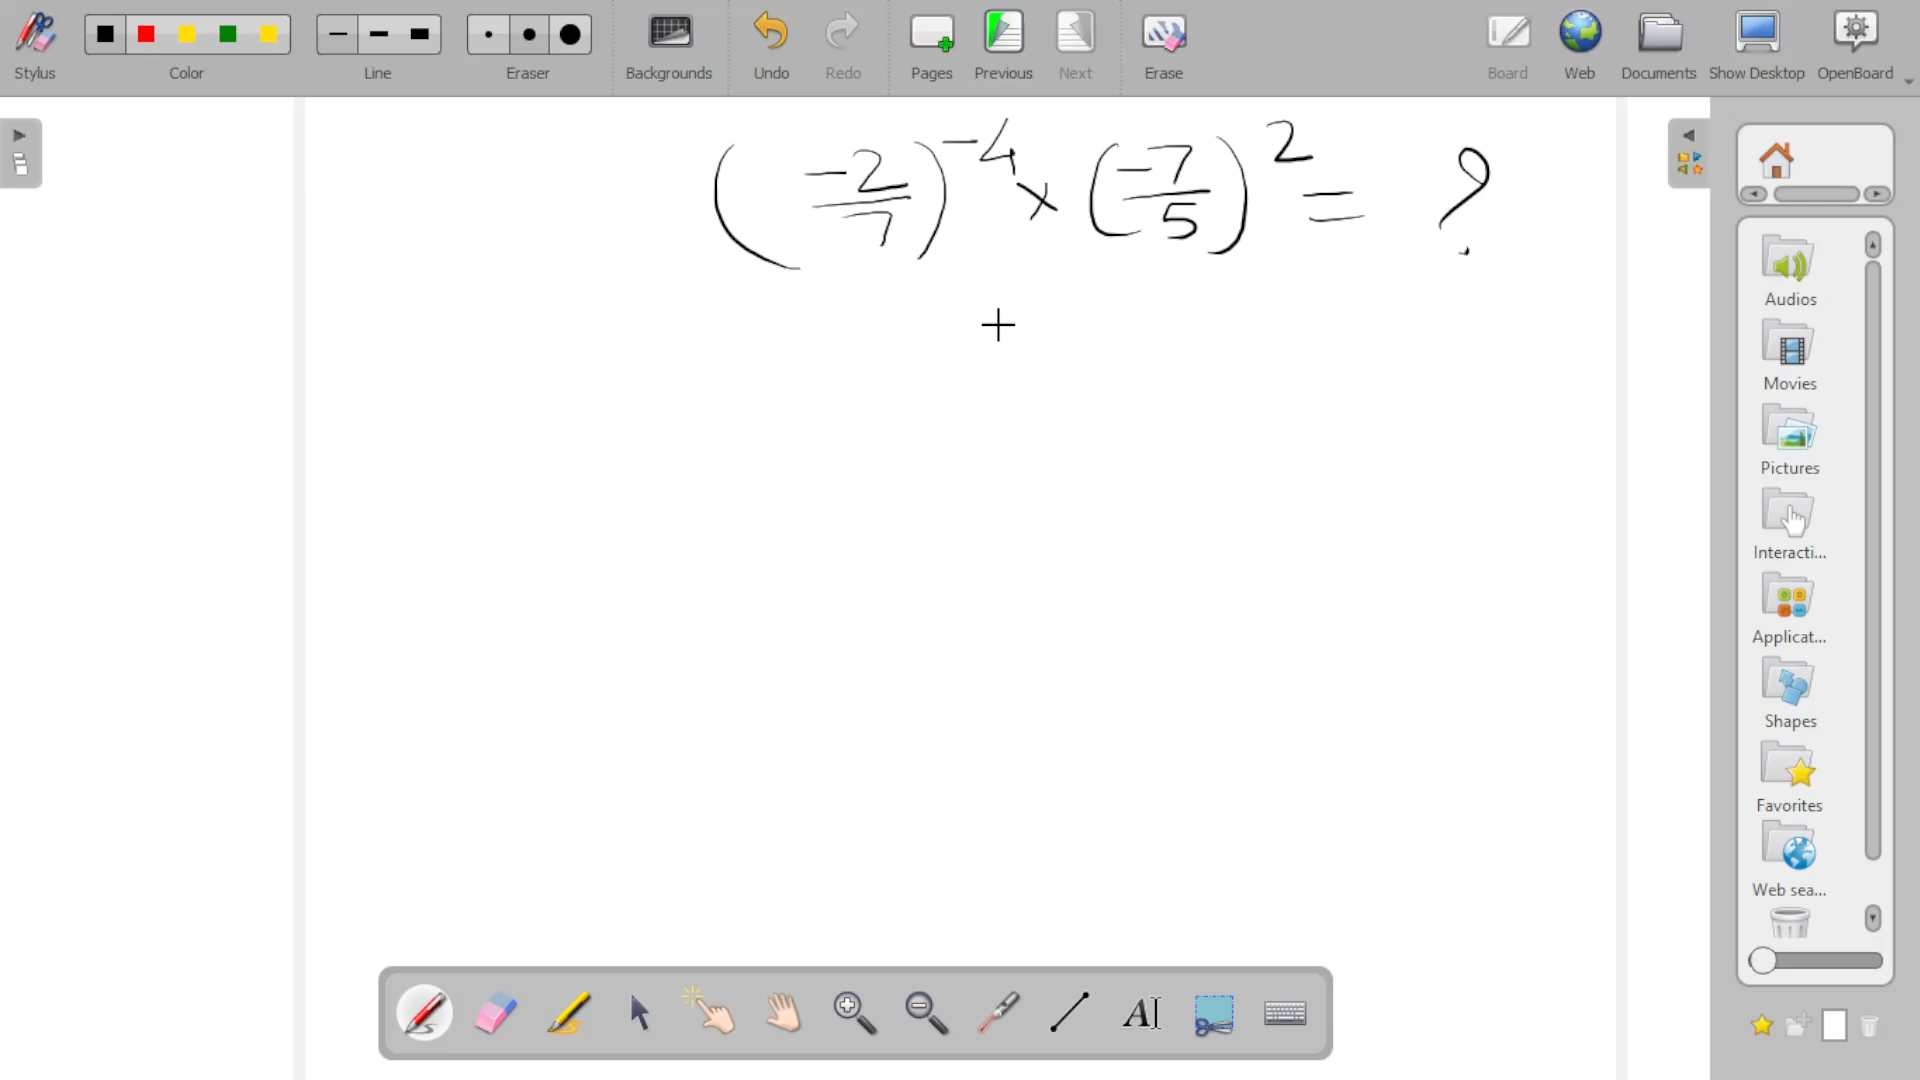 Stylus Color Line Eraser Backgrounds Undo Redo Pages Previous Next Erase Board Web Documents Show Desktop OpenBoard
(-2/7)^-4 × (-7/5)^2 = ?
Audios
Movies
Pictures
Interacti...
Applicat...
Shapes
Favorites
Web sea...
AI